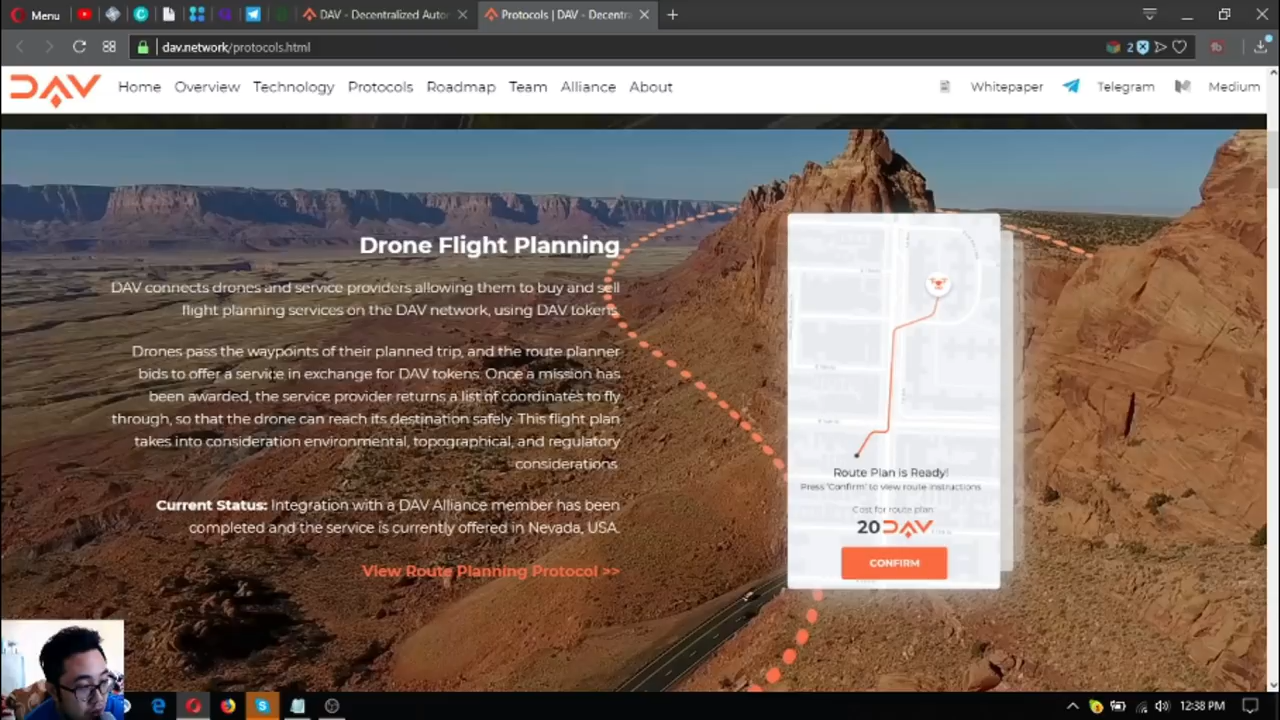 Menu
DAV - Decentralized Autor
Protocols | DAV - Decentra
dav.network/protocols.html
2
DAV
Home
Overview
Technology
Protocols
Roadmap
Team
Alliance
About
Whitepaper
Telegram
Medium
Drone Flight Planning
DAV connects drones and service providers allowing them to buy and sell
flight planning services on the DAV network, using DAV tokens.
Drones pass the waypoints of their planned trip, and the route planner
bids to offer a service in exchange for DAV tokens. Once a mission has
been awarded, the service provider returns a list of coordinates to fly
through, so that the drone can reach its destination safely. This flight plan
takes into consideration environmental, topographical, and regulatory
considerations.
Current Status: Integration with a DAV Alliance member has been
completed and the service is currently offered in Nevada, USA.
View Route Planning Protocol >>
Route Plan is Ready!
Press 'Confirm' to view route instructions
Cost for route plan
20 DAV
CONFIRM
12:38 PM